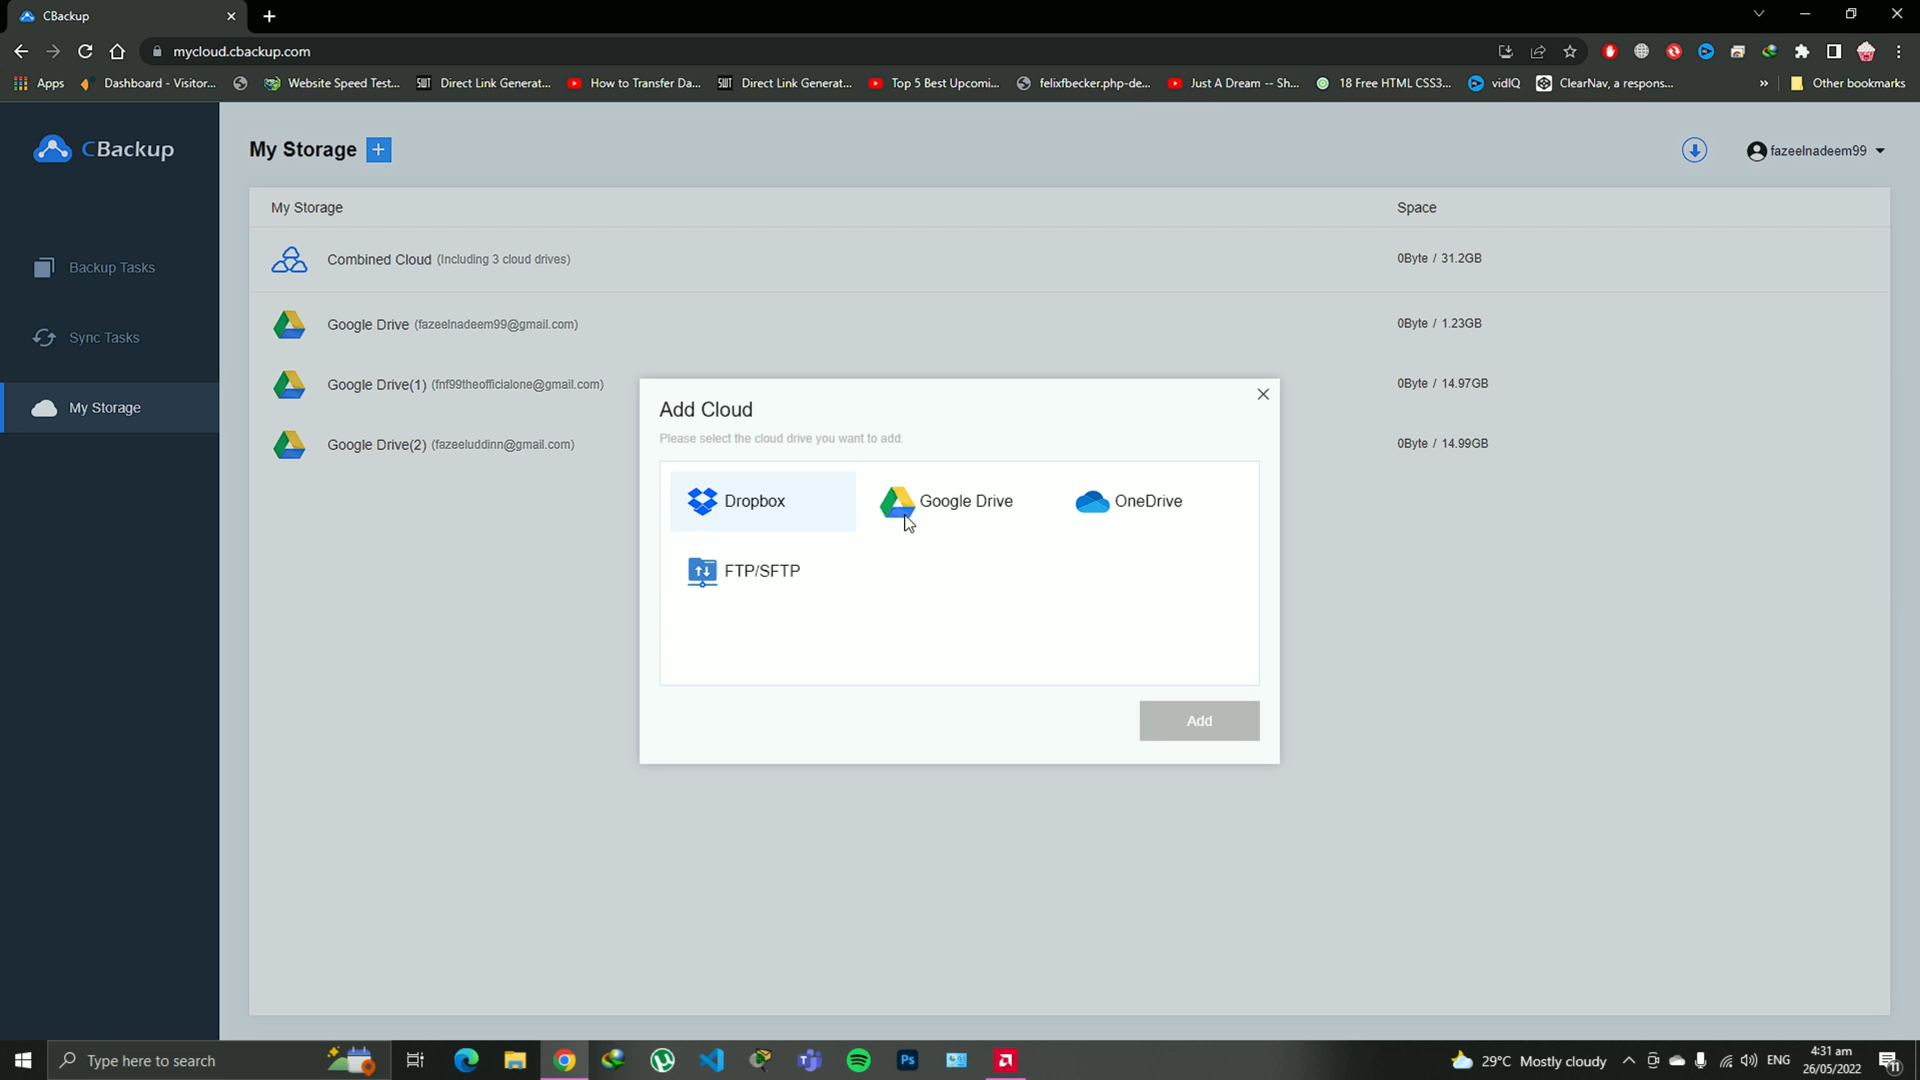 CBackup
mycloud.cbackup.com
Apps
Dashboard - Visitor...
Website Speed Test...
SUT
Direct Link Generat...
How to Transfer Da...
SUT
Direct Link Generat...
Top 5 Best Upcomi...
felixfbecker.php-de...
Just A Dream -- Sh...
18 Free HTML CSS3...
vidIQ
ClearNav, a respons...
»
Other bookmarks
CBackup
My Storage
+
fazeelnadeem99
My Storage
Space
Combined Cloud (Including 3 cloud drives)
0Byte / 31.2GB
Backup Tasks
Google Drive (fazeelnadeem99@gmail.com)
0Byte / 1.23GB
Sync Tasks
Google Drive(1) (fnf99theofficialone@gmail.com)
0Byte / 14.97GB
My Storage
Google Drive(2) (fazeeluddinn@gmail.com)
0Byte / 14.99GB
Add Cloud
Please select the cloud drive you want to add.
Dropbox
Google Drive
OneDrive
FTP/SFTP
Add
Type here to search
Ps
29°C Mostly cloudy
ENG
4:31 am
26/05/2022
11